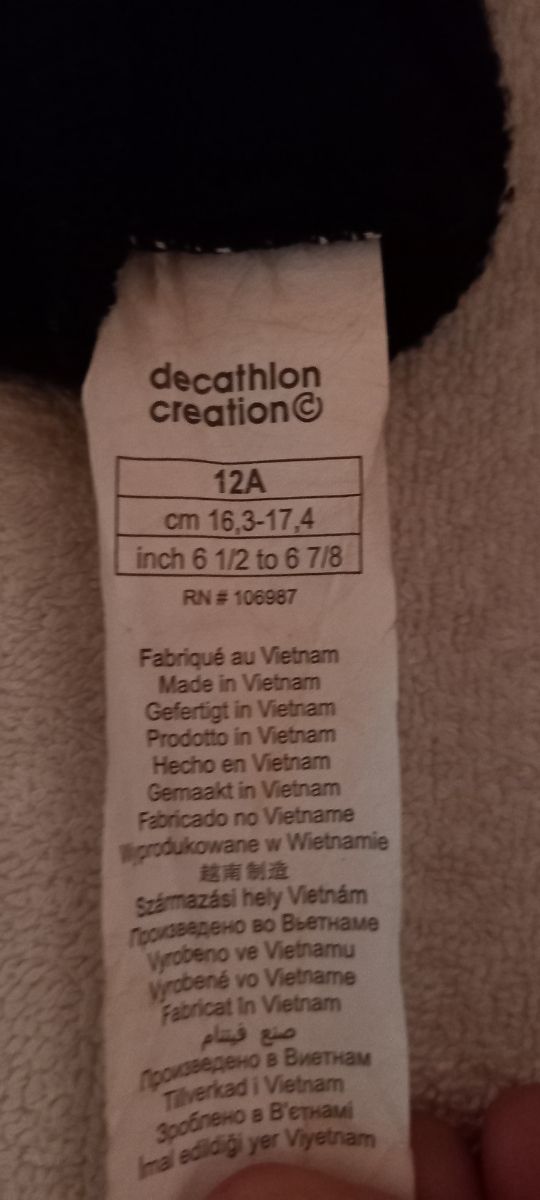 decathlon
creation©
12A
cm 16,3-17,4
inch 6 1/2 to 6 7/8
RN # 106987
Fabriqué au Vietnam
Made in Vietnam
Gefertigt in Vietnam
Prodotto in Vietnam
Hecho en Vietnam
Gemaakt in Vietnam
Fabricado no Vietname
Wyprodukowane w Wietnamie
越南制造
Származási hely Vietnám
Произведено во Вьетнаме
Vyrobeno ve Vietnamu
Vyrobené vo Vietname
Fabricat în Vietnam
صنع فيتنام
Произведено в Виетнам
Tillverkad i Vietnam
Зроблено в В'єтнамі
İmal edildiği yer Viyetnam